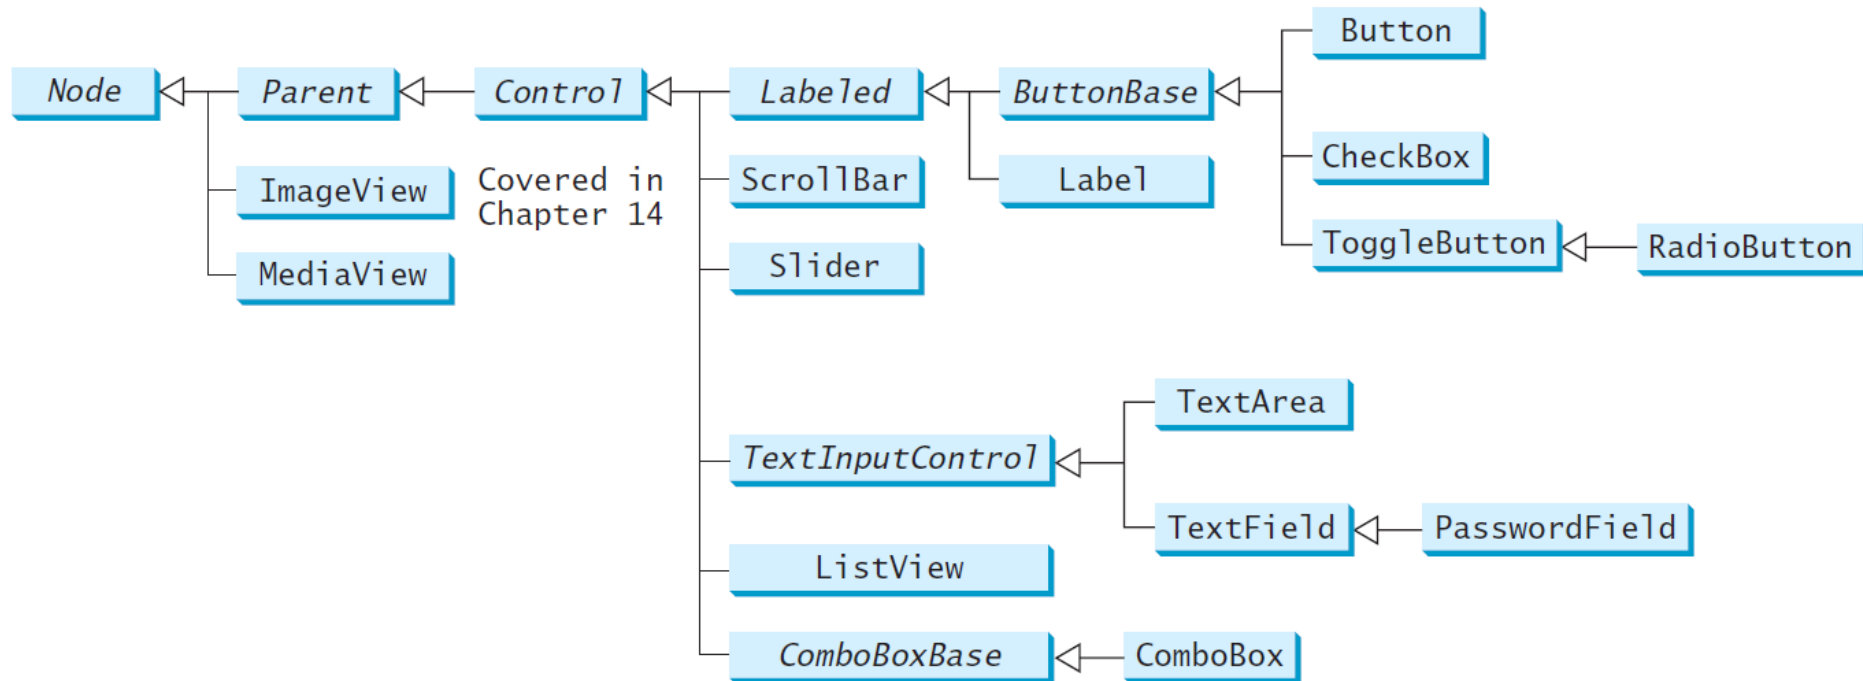 Button
Node
Parent
Control
Labeled
ButtonBase
ImageView
Covered in
Chapter 14
ScrollBar
Label
CheckBox
MediaView
Slider
ToggleButton
RadioButton
TextArea
TextInputControl
TextField
PasswordField
ListView
ComboBoxBase
ComboBox